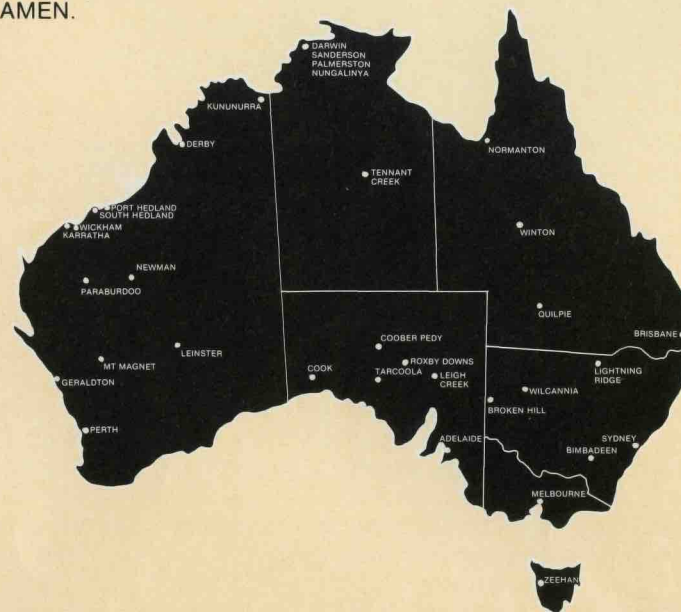 AMEN.
DARWIN
SANDERSON
PALMERSTON
NUNGALINYA
KUNUNURRA
DERBY
NORMANTON
TENNANT
CREEK
PORT HEDLAND
SOUTH HEDLAND
WICKHAM
KARRATHA
WINTON
NEWMAN
PARABURDOO
QUILPIE
BRISBANE
COOBER PEDY
LEINSTER
MT MAGNET
ROXBY DOWNS
COOK
TARCOOLA
LEIGH
CREEK
LIGHTNING
RIDGE
GERALDTON
WILCANNIA
BROKEN HILL
PERTH
ADELAIDE
SYDNEY
BIMBADEEN
MELBOURNE
ZEEHAN